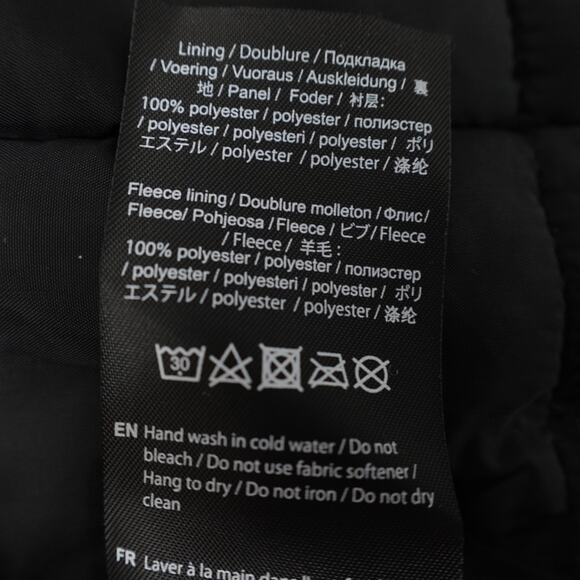 Lining / Doublure / Подкладка
/ Voering / Vuoraus / Auskleidung / 裏
地 / Panel / Foder / 衬层:
100% polyester / polyester / полиэстер
/ polyester / polyesteri / polyester / ポリ
エステル / polyester / polyester / 涤纶
Fleece lining / Doublure molleton / Флис /
Fleece/ Pohjeosa / Fleece / ビブ/ Fleece
/ Fleece / 羊毛:
100% polyester / polyester / полиэстер
/ polyester / polyesteri / polyester / ポリ
エステル / polyester / polyester / 涤纶
30
EN Hand wash in cold water / Do not
bleach / Do not use fabric softener /
Hang to dry / Do not iron / Do not dry
clean
FR Laver à la main dans l'eau